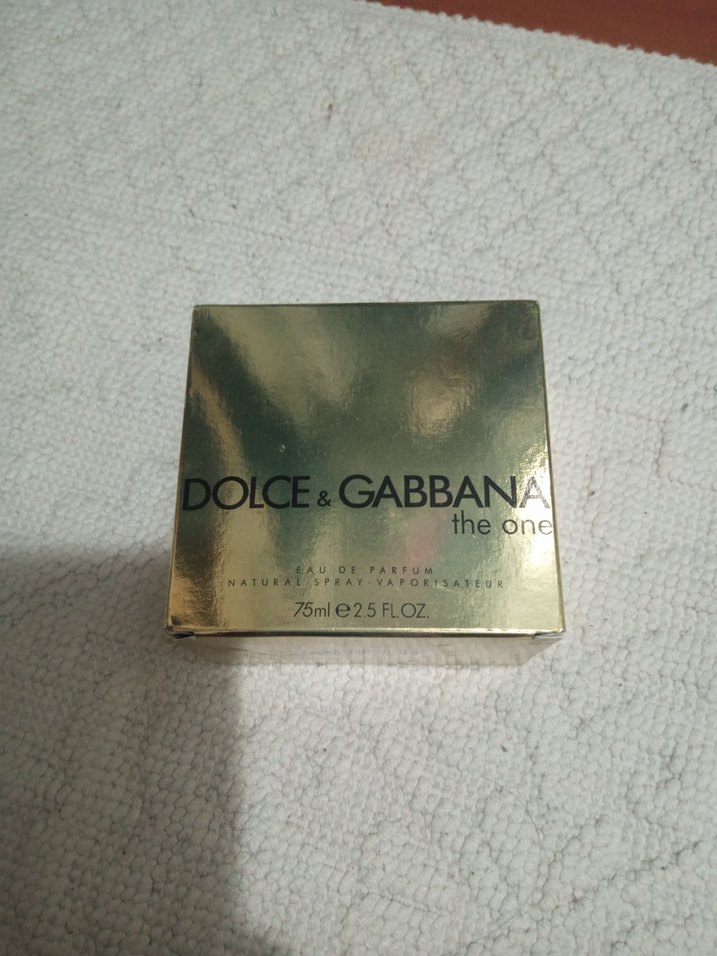 DOLCE & GABBANA
the one
EAU DE PARFUM
NATURAL SPRAY-VAPORISATEUR
75ml e 2.5 FL.OZ.